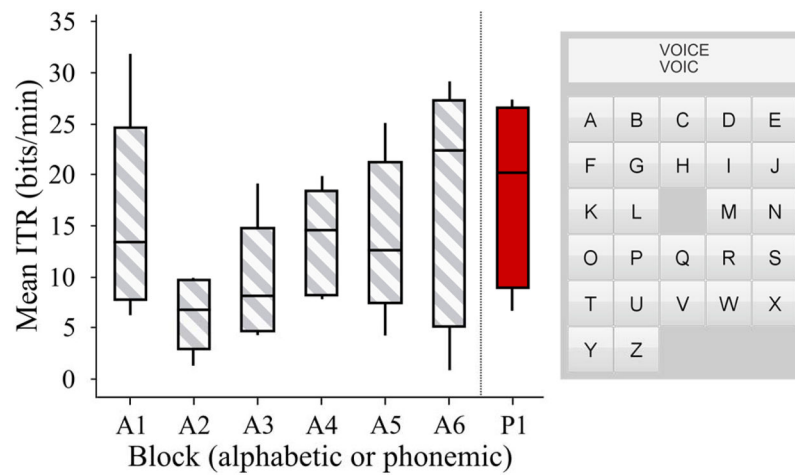 35
30
25
20
15
10
5
0
Mean ITR (bits/min)
A1 A2 A3 A4 A5 A6 P1
Block (alphabetic or phonemic)
VOICE
VOIC
A B C D E
F G H I J
K L M N
O P Q R S
T U V W X
Y Z